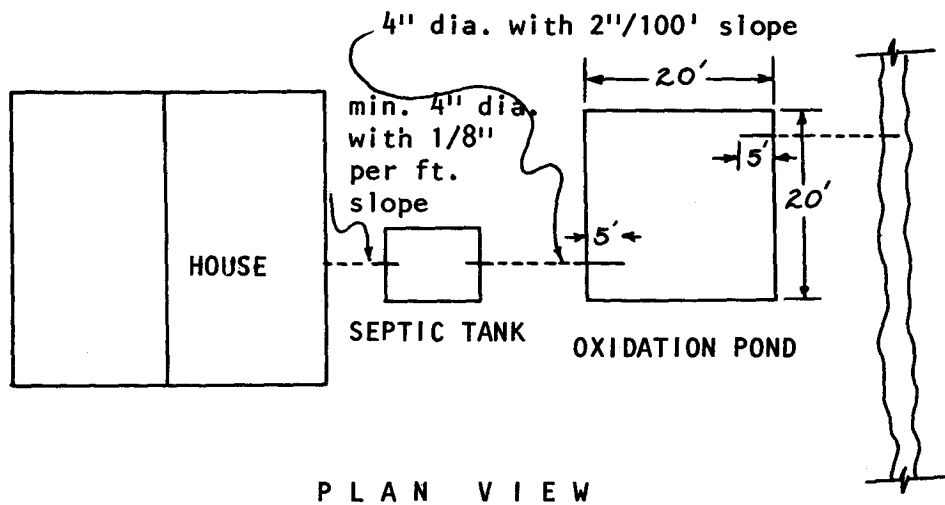 4" dia. with 2"/100' slope
20'
min. 4" dia.
with 1/8"
per ft.
slope
5'
20'
5'
HOUSE
SEPTIC TANK
OXIDATION POND
PLAN VIEW